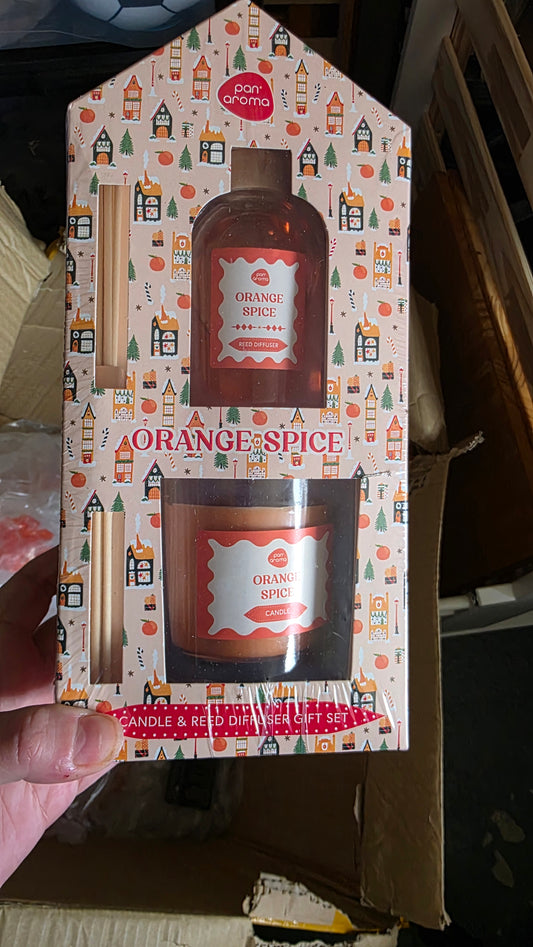 pan
aroma
pan
aroma
ORANGE
SPICE
REED DIFFUSER
ORANGE SPICE
pan
aroma
ORANGE
SPICE
CANDLE
CANDLE & REED DIFFUSER GIFT SET